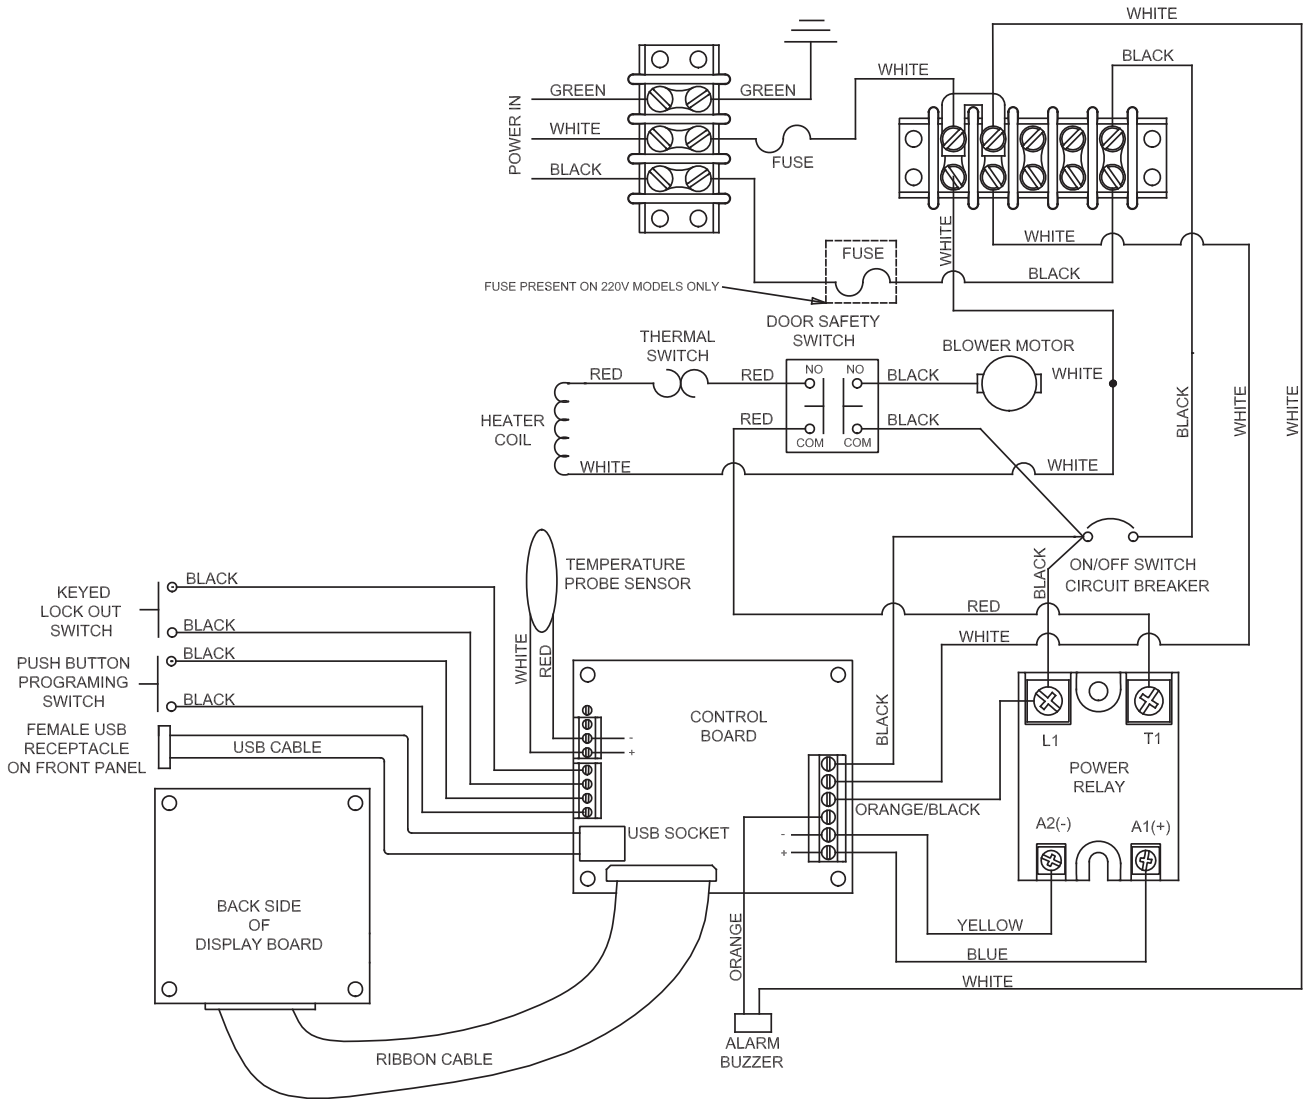 WHITE
BLACK
WHITE
POWER IN
GREEN
GREEN
WHITE
FUSE
BLACK
WHITE
WHITE
BLACK
FUSE
FUSE PRESENT ON 220V MODELS ONLY
DOOR SAFETY
SWITCH
THERMAL
SWITCH
BLOWER MOTOR
RED
RED
NO
NO
BLACK
WHITE
HEATER
COIL
RED
COM
COM
BLACK
WHITE
WHITE
BLACK
WHITE
WHITE
TEMPERATURE
PROBE SENSOR
ON/OFF SWITCH
CIRCUIT BREAKER
BLACK
RED
WHITE
KEYED
LOCK OUT
SWITCH
BLACK
BLACK
PUSH BUTTON
PROGRAMING
SWITCH
BLACK
BLACK
WHITE
RED
FEMALE USB
RECEPTACLE
ON FRONT PANEL
USB CABLE
CONTROL
BOARD
-
+
BLACK
L1
T1
POWER
RELAY
A2(-)
A1(+)
ORANGE/BLACK
USB SOCKET
-
+
BACK SIDE
OF
DISPLAY BOARD
YELLOW
BLUE
WHITE
ORANGE
ALARM
BUZZER
RIBBON CABLE